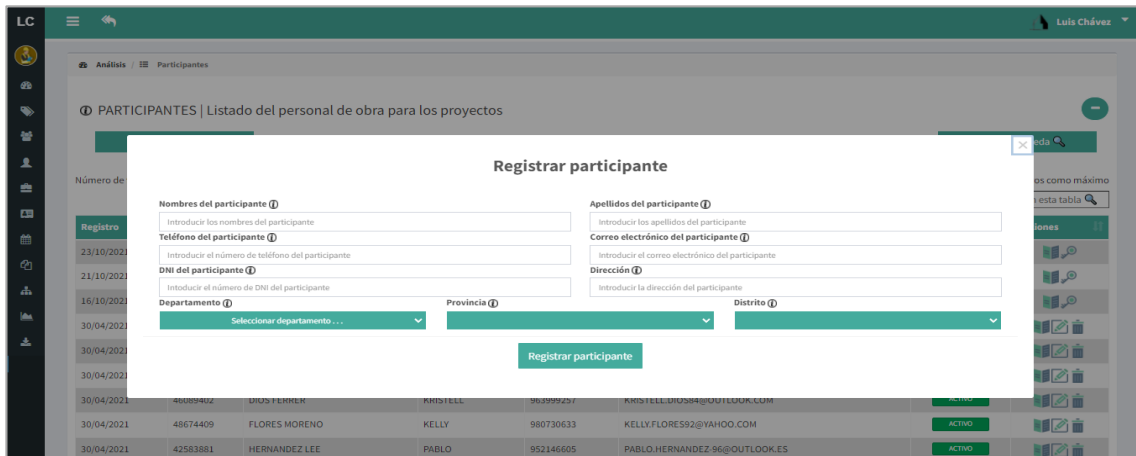 LC
Luis Chávez
Análisis / Participantes
PARTICIPANTES | Listado del personal de obra para los proyectos
eda
Registrar participante
×
Número de
os como máximo
n esta tabla
Nombres del participante
Apellidos del participante
Introducir los nombres del participante
Introducir los apellidos del participante
Registro
iones
Teléfono del participante
Correo electrónico del participante
Introducir el número de teléfono del participante
Introducir el correo electrónico del participante
23/10/2021
DNI del participante
Dirección
Intoducir el número de DNI del participante
Introducir la dirección del participante
21/10/2021
Departamento
Provincia
Distrito
16/10/2021
Seleccionar departamento . . .
30/04/2021
30/04/2021
Registrar participante
30/04/2021
30/04/2021 46089402 DIOS FERRER KRISTELL 963999257 KRISTELL.DIOS84@OUTLOOK.COM ACTIVO
30/04/2021 48674409 FLORES MORENO KELLY 980730633 KELLY.FLORES92@YAHOO.COM ACTIVO
30/04/2021 42583881 HERNANDEZ LEE PABLO 952146605 PABLO.HERNANDEZ-96@OUTLOOK.ES ACTIVO